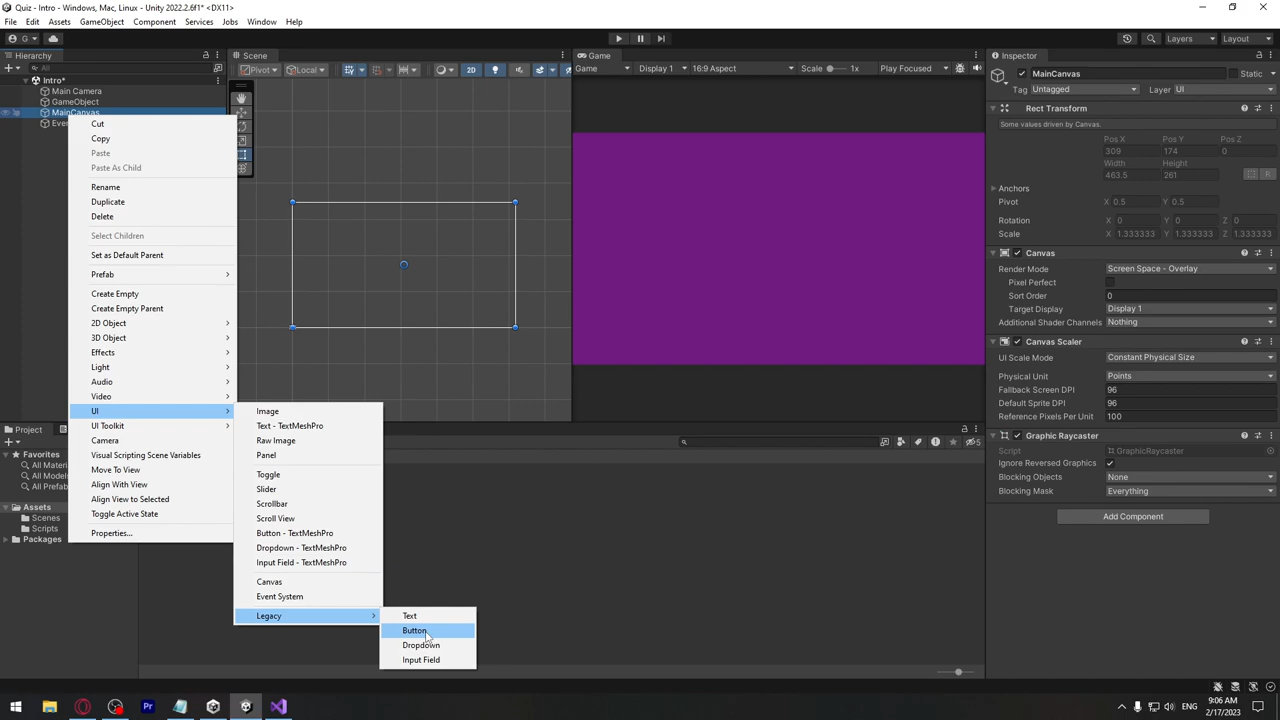 Quiz - Intro - Windows, Mac, Linux - Unity 2022.2.6f1* <DX11>
File Edit Assets GameObject Component Services Jobs Window Help
G
Layers
Layout
Hierarchy
Scene
Game
Inspector
All
Pivot
Local
2D
Game
Display 1
16:9 Aspect
Scale
1x
Play Focused
MainCanvas
Static
Tag Untagged
Layer UI
Intro*
Main Camera
GameObject
MainCanvas
Cut
Copy
Paste
Paste As Child
Rename
Duplicate
Delete
Select Children
Set as Default Parent
Prefab
Create Empty
Create Empty Parent
2D Object
3D Object
Effects
Light
Audio
Video
UI
UI Toolkit
Camera
Visual Scripting Scene Variables
Move To View
Align With View
Align View to Selected
Toggle Active State
Properties...
Image
Text - TextMeshPro
Raw Image
Panel
Toggle
Slider
Scrollbar
Scroll View
Button - TextMeshPro
Dropdown - TextMeshPro
Input Field - TextMeshPro
Canvas
Event System
Legacy
Text
Button
Dropdown
Input Field
Rect Transform
Some values driven by Canvas.
Pos X Pos Y Pos Z
309 174 0
Width Height
463.5 261
R
Anchors
Pivot X 0.5 Y 0.5
Rotation X 0 Y 0 Z 0
Scale X 1.333333 Y 1.333333 Z 1.333333
Canvas
Render Mode Screen Space - Overlay
Pixel Perfect
Sort Order 0
Target Display Display 1
Additional Shader Channels Nothing
Canvas Scaler
UI Scale Mode Constant Physical Size
Physical Unit Points
Fallback Screen DPI 96
Default Sprite DPI 96
Reference Pixels Per Unit 100
Graphic Raycaster
Script GraphicRaycaster
Ignore Reversed Graphics
Blocking Objects None
Blocking Mask Everything
Add Component
Project
5
Favorites
All Mater
All Model
All Prefab
Assets
Scenes
Scripts
Packages
Pr
9:06 AM
2/17/2023